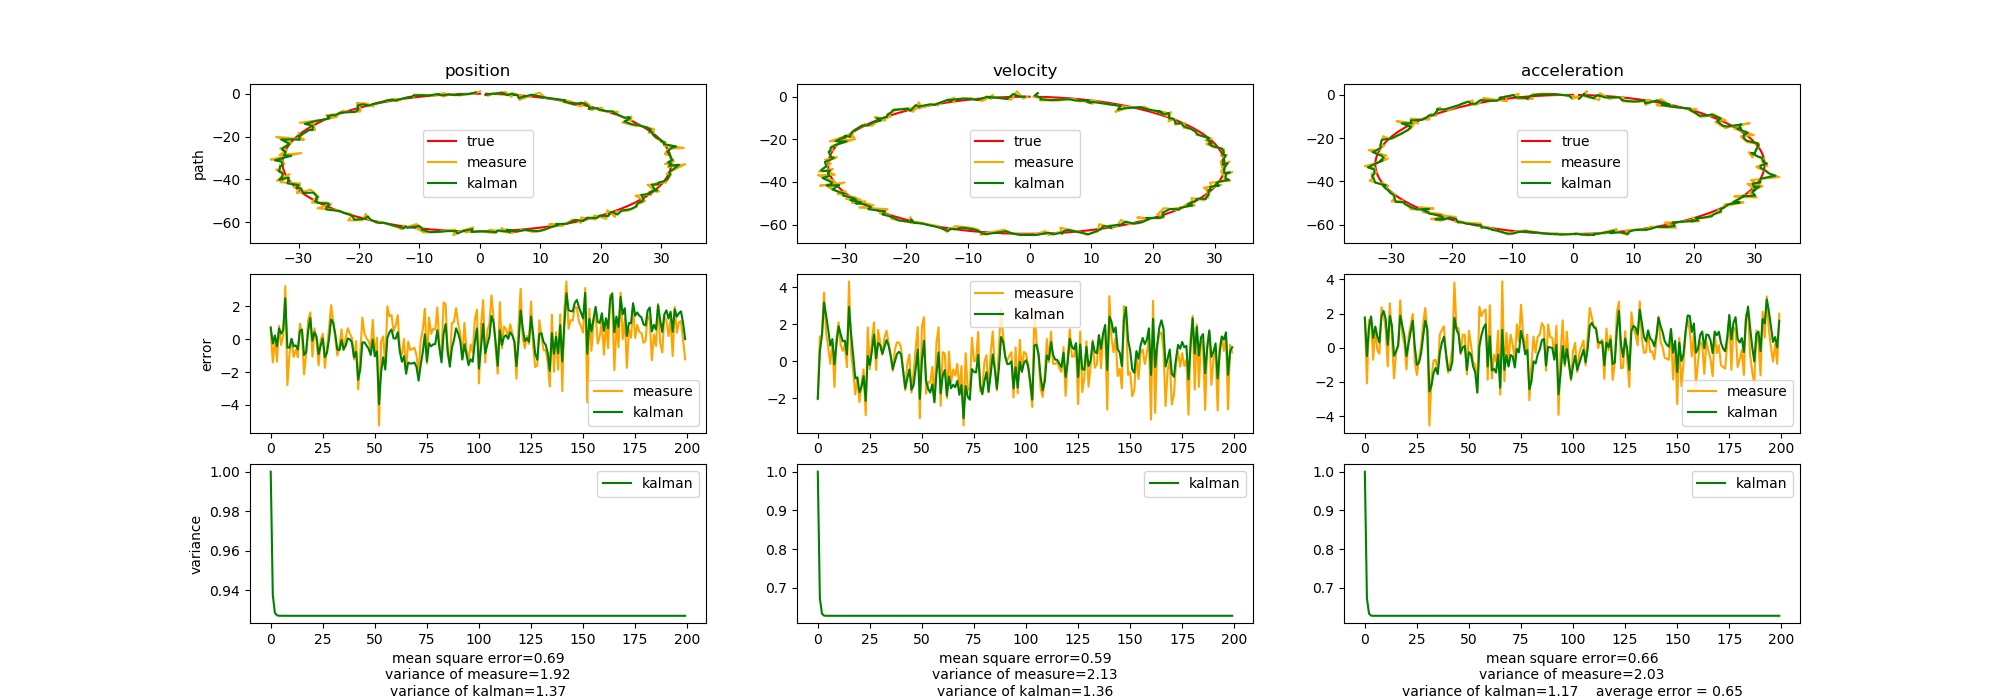 position
velocity
acceleration
path
0
−20
−40
−60
true
measure
kalman
−30 −20 −10 0 10 20 30
0
−20
−40
−60
true
measure
kalman
−30 −20 −10 0 10 20 30
0
−20
−40
−60
true
measure
kalman
−30 −20 −10 0 10 20 30
error
2
0
−2
−4
measure
kalman
0 25 50 75 100 125 150 175 200
4
2
0
−2
measure
kalman
0 25 50 75 100 125 150 175 200
4
2
0
−2
−4
measure
kalman
0 25 50 75 100 125 150 175 200
variance
1.00
0.98
0.96
0.94
kalman
0 25 50 75 100 125 150 175 200
mean square error=0.69
variance of measure=1.92
variance of kalman=1.37
1.0
0.9
0.8
0.7
kalman
0 25 50 75 100 125 150 175 200
mean square error=0.59
variance of measure=2.13
variance of kalman=1.36
1.0
0.9
0.8
0.7
kalman
0 25 50 75 100 125 150 175 200
mean square error=0.66
variance of measure=2.03
variance of kalman=1.17 average error = 0.65